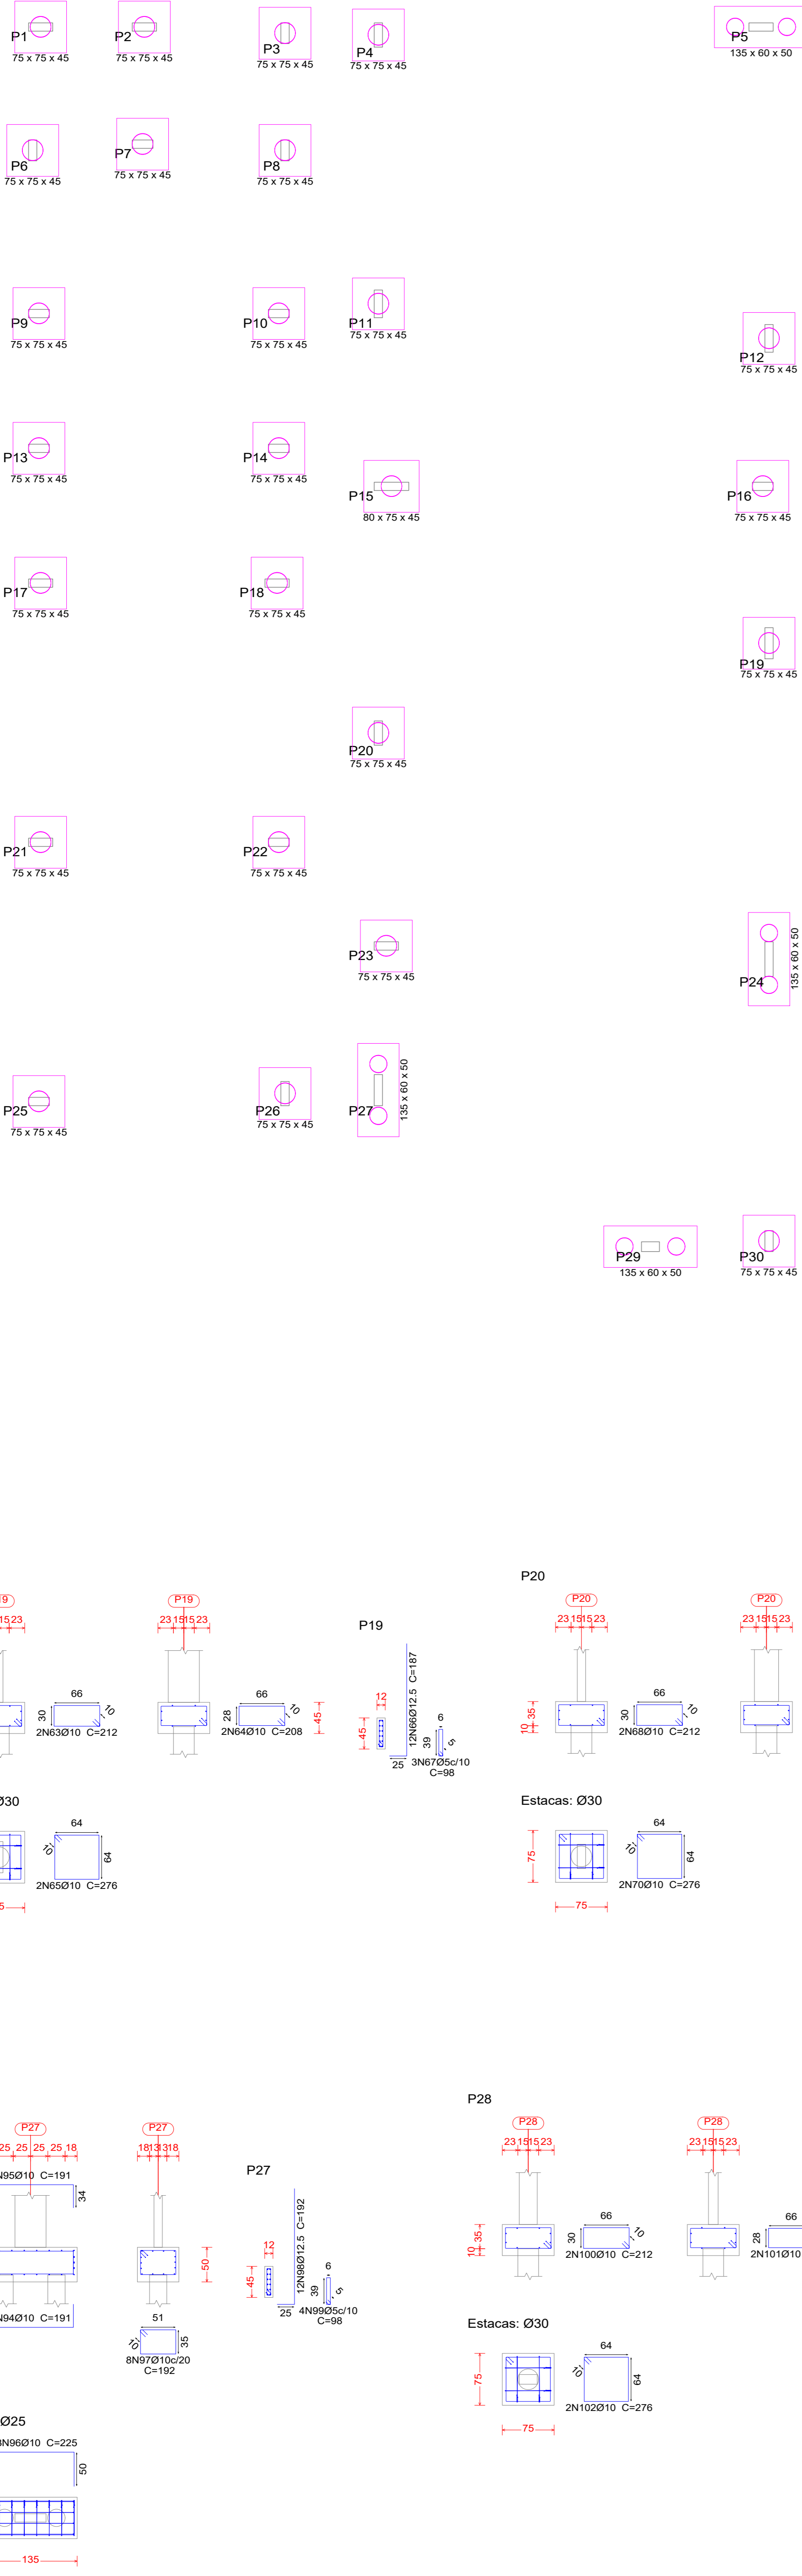 P1
75 x 75 x 45
P2
75 x 75 x 45
P3
75 x 75 x 45
P4
75 x 75 x 45
P5
135 x 60 x 50
P6
75 x 75 x 45
P7
75 x 75 x 45
P8
75 x 75 x 45
P9
75 x 75 x 45
P10
75 x 75 x 45
P11
75 x 75 x 45
P12
75 x 75 x 45
P13
75 x 75 x 45
P14
75 x 75 x 45
P15
80 x 75 x 45
P16
75 x 75 x 45
P17
75 x 75 x 45
P18
75 x 75 x 45
P19
75 x 75 x 45
P20
75 x 75 x 45
P21
75 x 75 x 45
P22
75 x 75 x 45
P23
75 x 75 x 45
P24
135 x 60 x 50
P25
75 x 75 x 45
P26
75 x 75 x 45
P27
135 x 60 x 50
P29
135 x 60 x 50
P30
75 x 75 x 45
15 23
66
30
10
2N63Ø10 C=212
P19
23 15 15 23
66
28
10
2N64Ø10 C=208
45
P19
12
45
12N66Ø12.5 C=187
25
6
39
5
3N67Ø5c/10
C=98
P20
P20
23 15 15 23
35
10
66
30
10
2N68Ø10 C=212
P20
23 15 15 23
Ø30
64
10
64
2N65Ø10 C=276
Estacas: Ø30
75
75
64
10
64
2N70Ø10 C=276
P27
25 25 25 25 18
N95Ø10 C=191
34
N94Ø10 C=191
P27
18 13 13 18
50
51
10
35
8N97Ø10c/20
C=192
P27
12
45
12N98Ø12.5 C=192
25
6
39
5
4N99Ø5c/10
C=98
P28
P28
23 15 15 23
35
10
66
30
10
2N100Ø10 C=212
P28
23 15 15 23
66
28
2N101Ø10
Ø25
N96Ø10 C=225
50
135
Estacas: Ø30
75
75
64
10
64
2N102Ø10 C=276